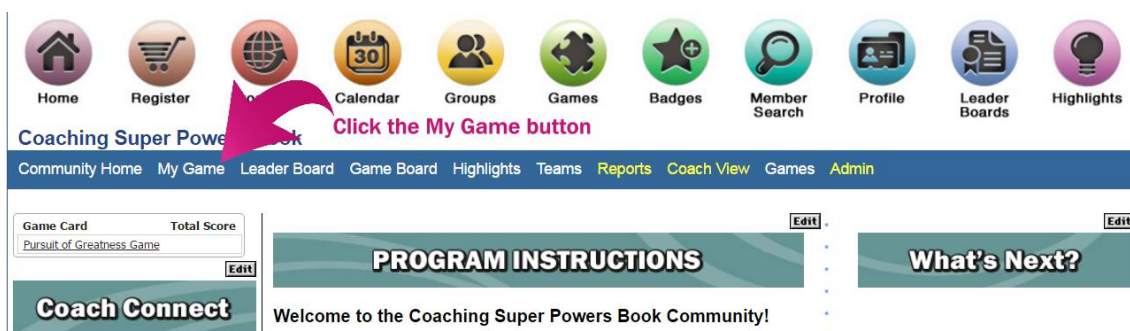 30
Home Register Calendar Groups Games Badges Member Search Profile Leader Boards Highlights
Click the My Game button
Coaching Super Powe
Community Home My Game Leader Board Game Board Highlights Teams Reports Coach View Games Admin
Game Card Total Score
Pursuit of Greatness Game
Edit
Edit
Edit
PROGRAM INSTRUCTIONS
What's Next?
Coach Connect
Welcome to the Coaching Super Powers Book Community!